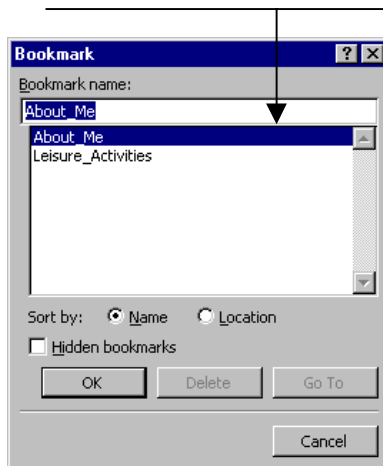 Bookmark
Bookmark name:
About_Me
About_Me
Leisure_Activities
Sort by: Name Location
Hidden bookmarks
OK Delete Go To
Cancel